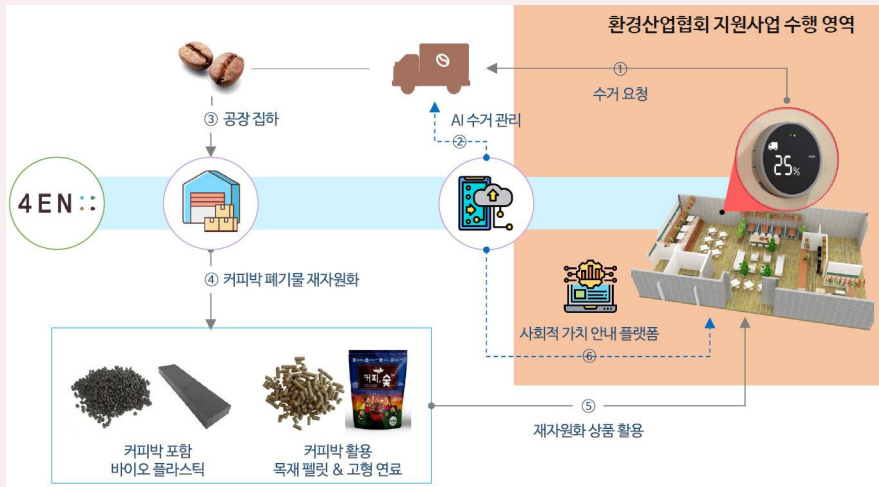 환경산업협회 지원사업 수행 영역
①
수거 요청
25%
AI 수거 관리
②
③ 공장 집하
4EN
④ 커피박 폐기물 재자원화
사회적 가치 안내 플랫폼
⑥
커피 숯
커피박 포함
바이오 플라스틱
커피박 활용
목재 펠릿 & 고형 연료
⑤
재자원화 상품 활용